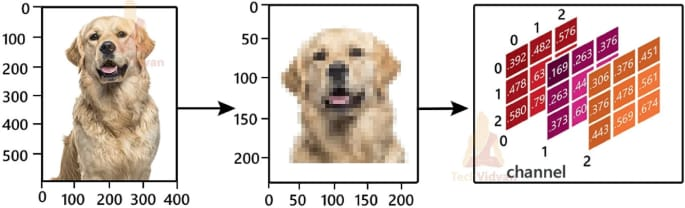 0
100
200
300
400
500
0 100 200 300 400
0
50
100
150
200
0 50 100 150 200
0 1 2
0
1
2
.392 .482 .576
.478 .63
.580 .79
.169 .263 .376
.263 .44
.373 .60
.306 .376 .451
.376 .478 .561
.443 .569 .674
0
1
2
channel
TechVidvan